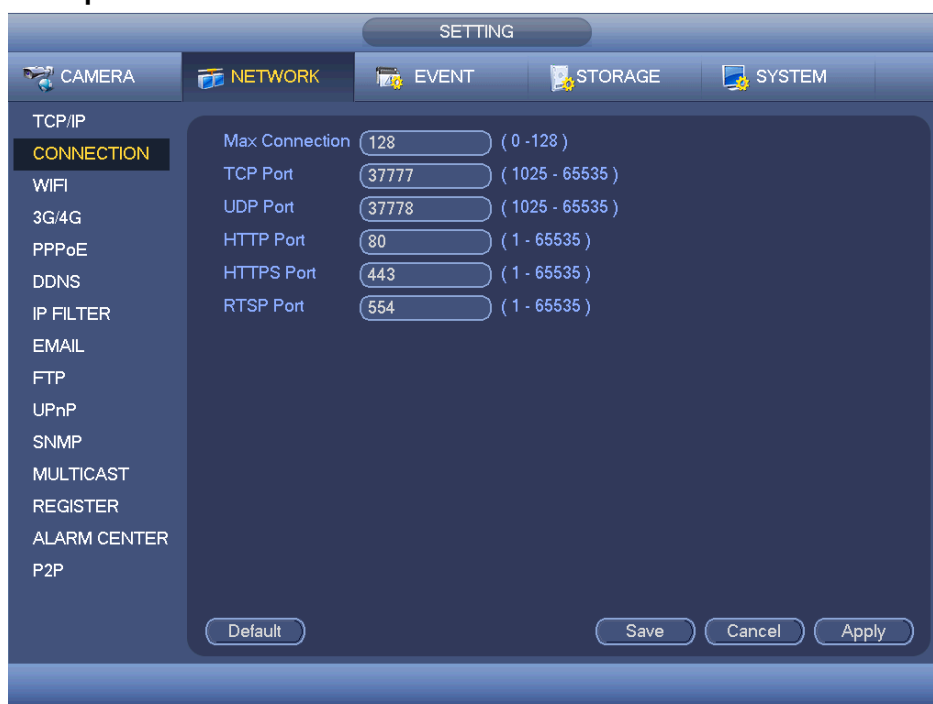 SETTING
CAMERA NETWORK EVENT STORAGE SYSTEM
TCP/IP
CONNECTION
WIFI
3G/4G
PPPoE
DDNS
IP FILTER
EMAIL
FTP
UPnP
SNMP
MULTICAST
REGISTER
ALARM CENTER
P2P
Max Connection 128 ( 0 -128 )
TCP Port 37777 ( 1025 - 65535 )
UDP Port 37778 ( 1025 - 65535 )
HTTP Port 80 ( 1 - 65535 )
HTTPS Port 443 ( 1 - 65535 )
RTSP Port 554 ( 1 - 65535 )
Default Save Cancel Apply